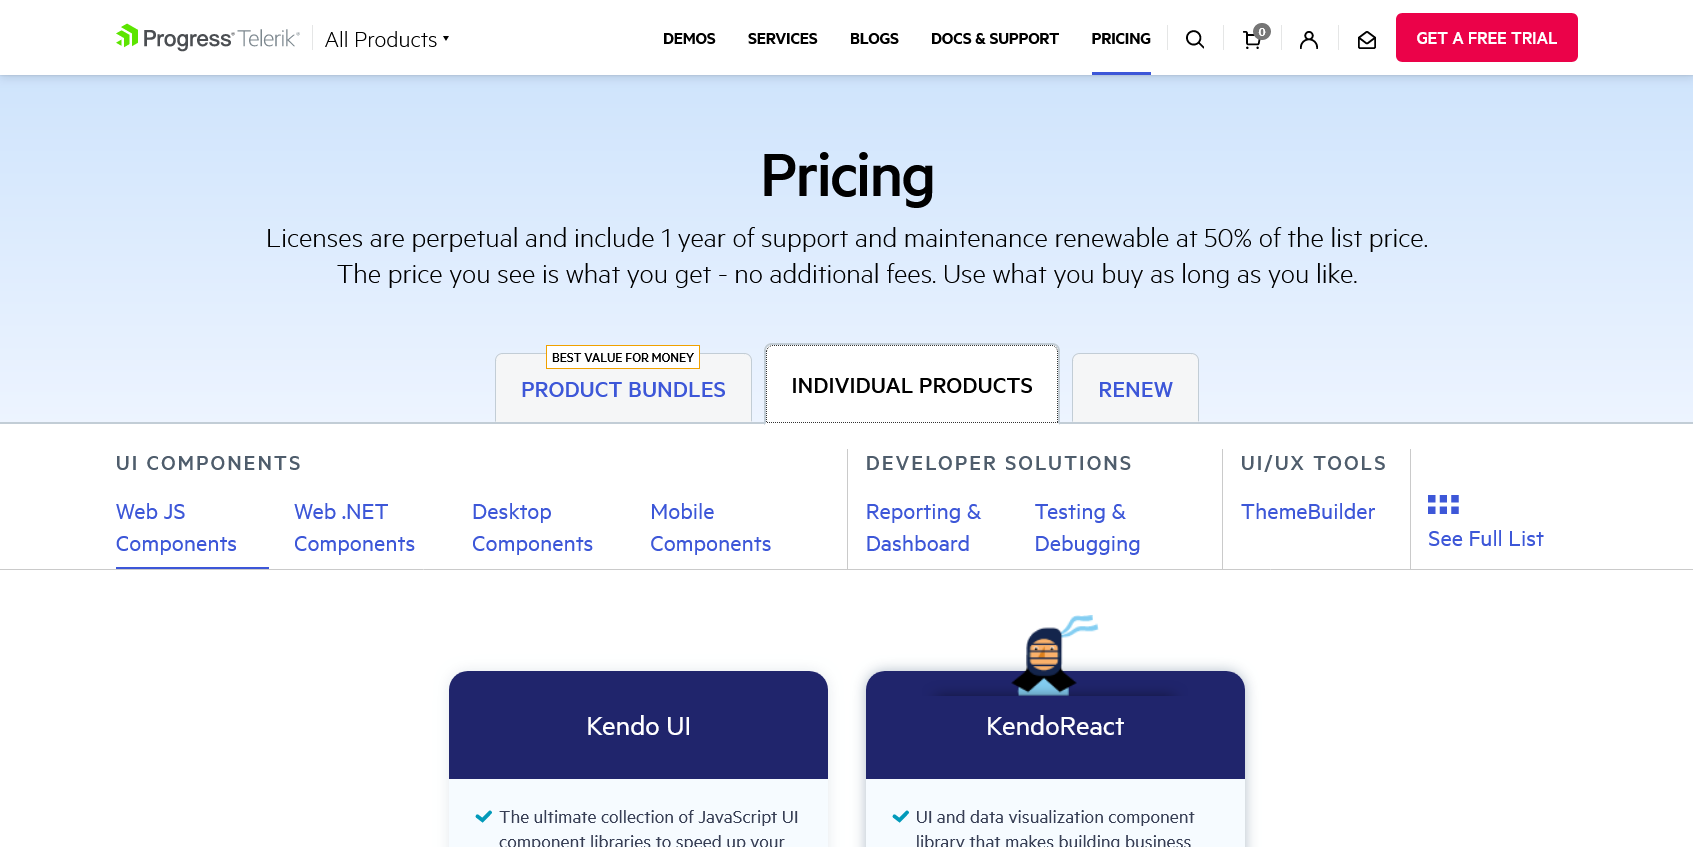 Progress® Telerik®
All Products
DEMOS
SERVICES
BLOGS
DOCS & SUPPORT
PRICING
0
GET A FREE TRIAL
Pricing
Licenses are perpetual and include 1 year of support and maintenance renewable at 50% of the list price.
The price you see is what you get - no additional fees. Use what you buy as long as you like.
BEST VALUE FOR MONEY
PRODUCT BUNDLES
INDIVIDUAL PRODUCTS
RENEW
UI COMPONENTS
Web JS
Components
Web .NET
Components
Desktop
Components
Mobile
Components
DEVELOPER SOLUTIONS
Reporting &
Dashboard
Testing &
Debugging
UI/UX TOOLS
ThemeBuilder
See Full List
Kendo UI
The ultimate collection of JavaScript UI
component libraries to speed up your
KendoReact
UI and data visualization component
library that makes building business